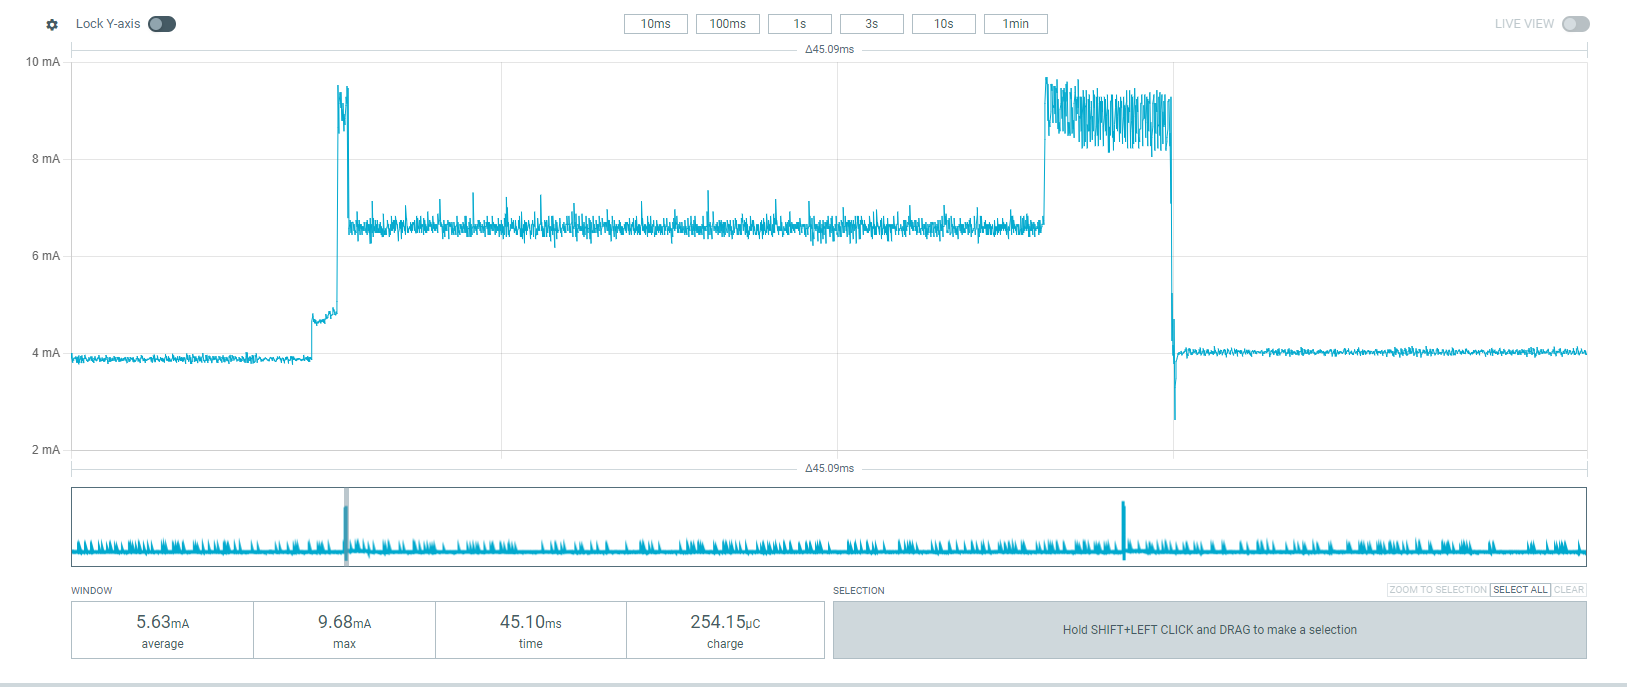 Lock Y-axis 10ms 100ms 1s 3s 10s 1min LIVE VIEW
Δ45.09ms
10 mA
8 mA
6 mA
4 mA
2 mA
Δ45.09ms
WINDOW SELECTION ZOOM TO SELECTION SELECT ALL CLEAR
5.63mA 9.68mA 45.10ms 254.15μC
average max time charge
Hold SHIFT+LEFT CLICK and DRAG to make a selection